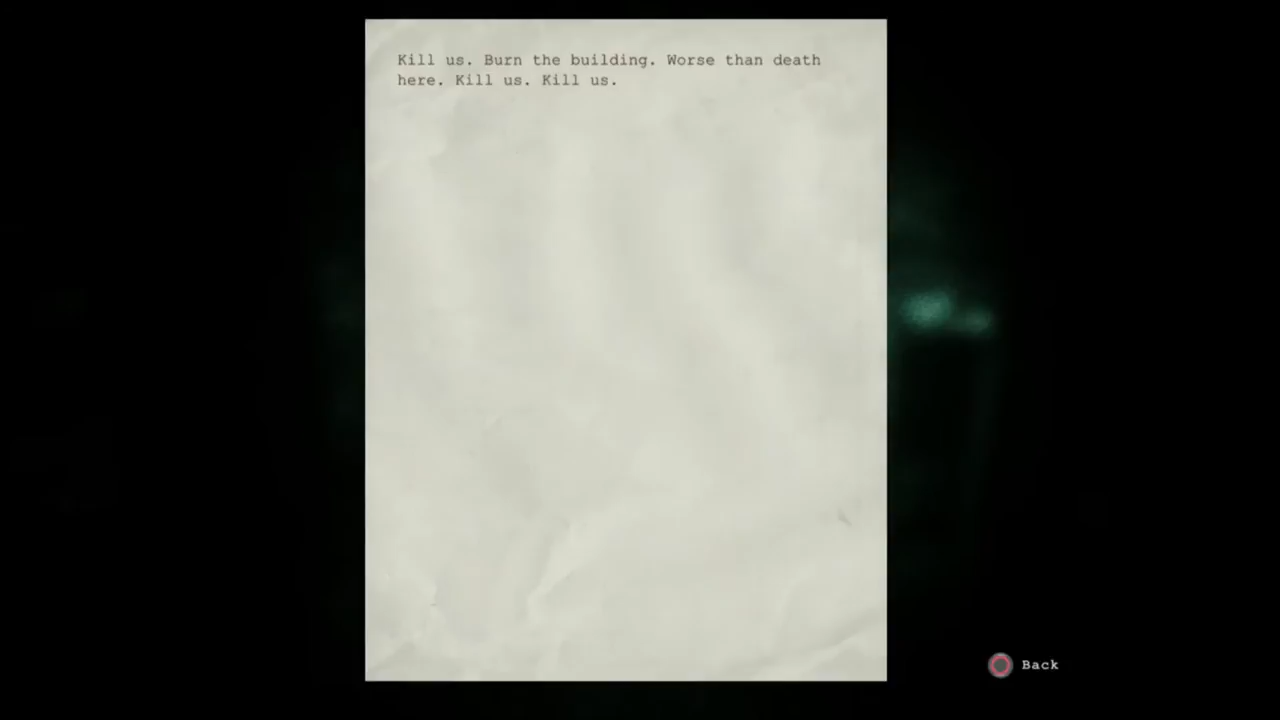 Kill us. Burn the building. Worse than death
here. Kill us. Kill us.
Back